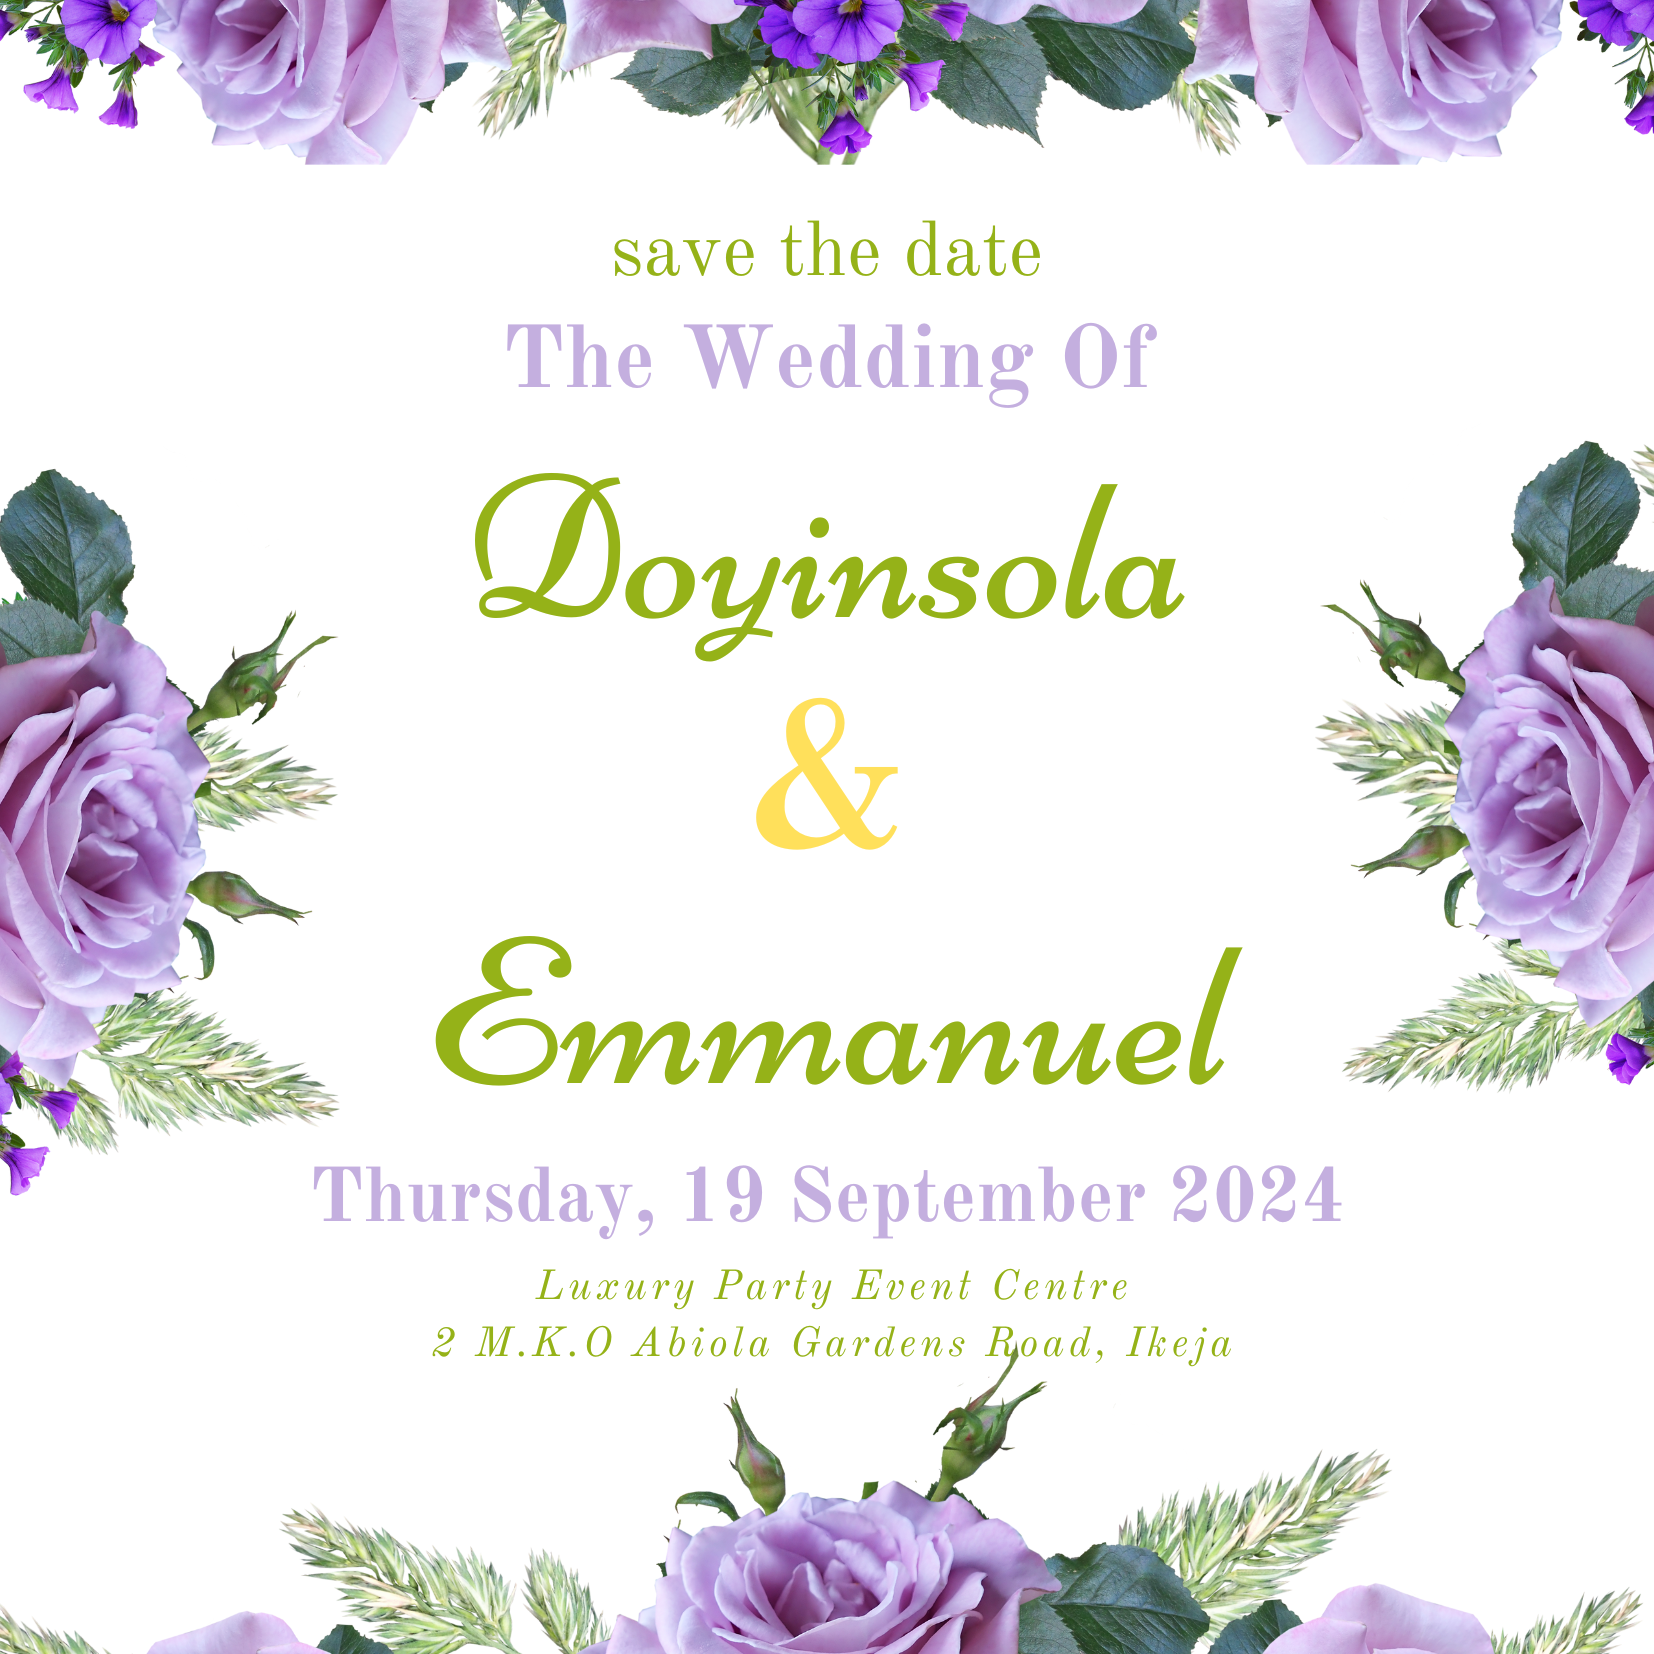 save the date
The Wedding Of
Doyinsola
&
Emmanuel
Thursday, 19 September 2024
Luxury Party Event Centre
2 M.K.O Abiola Gardens Road, Ikeja